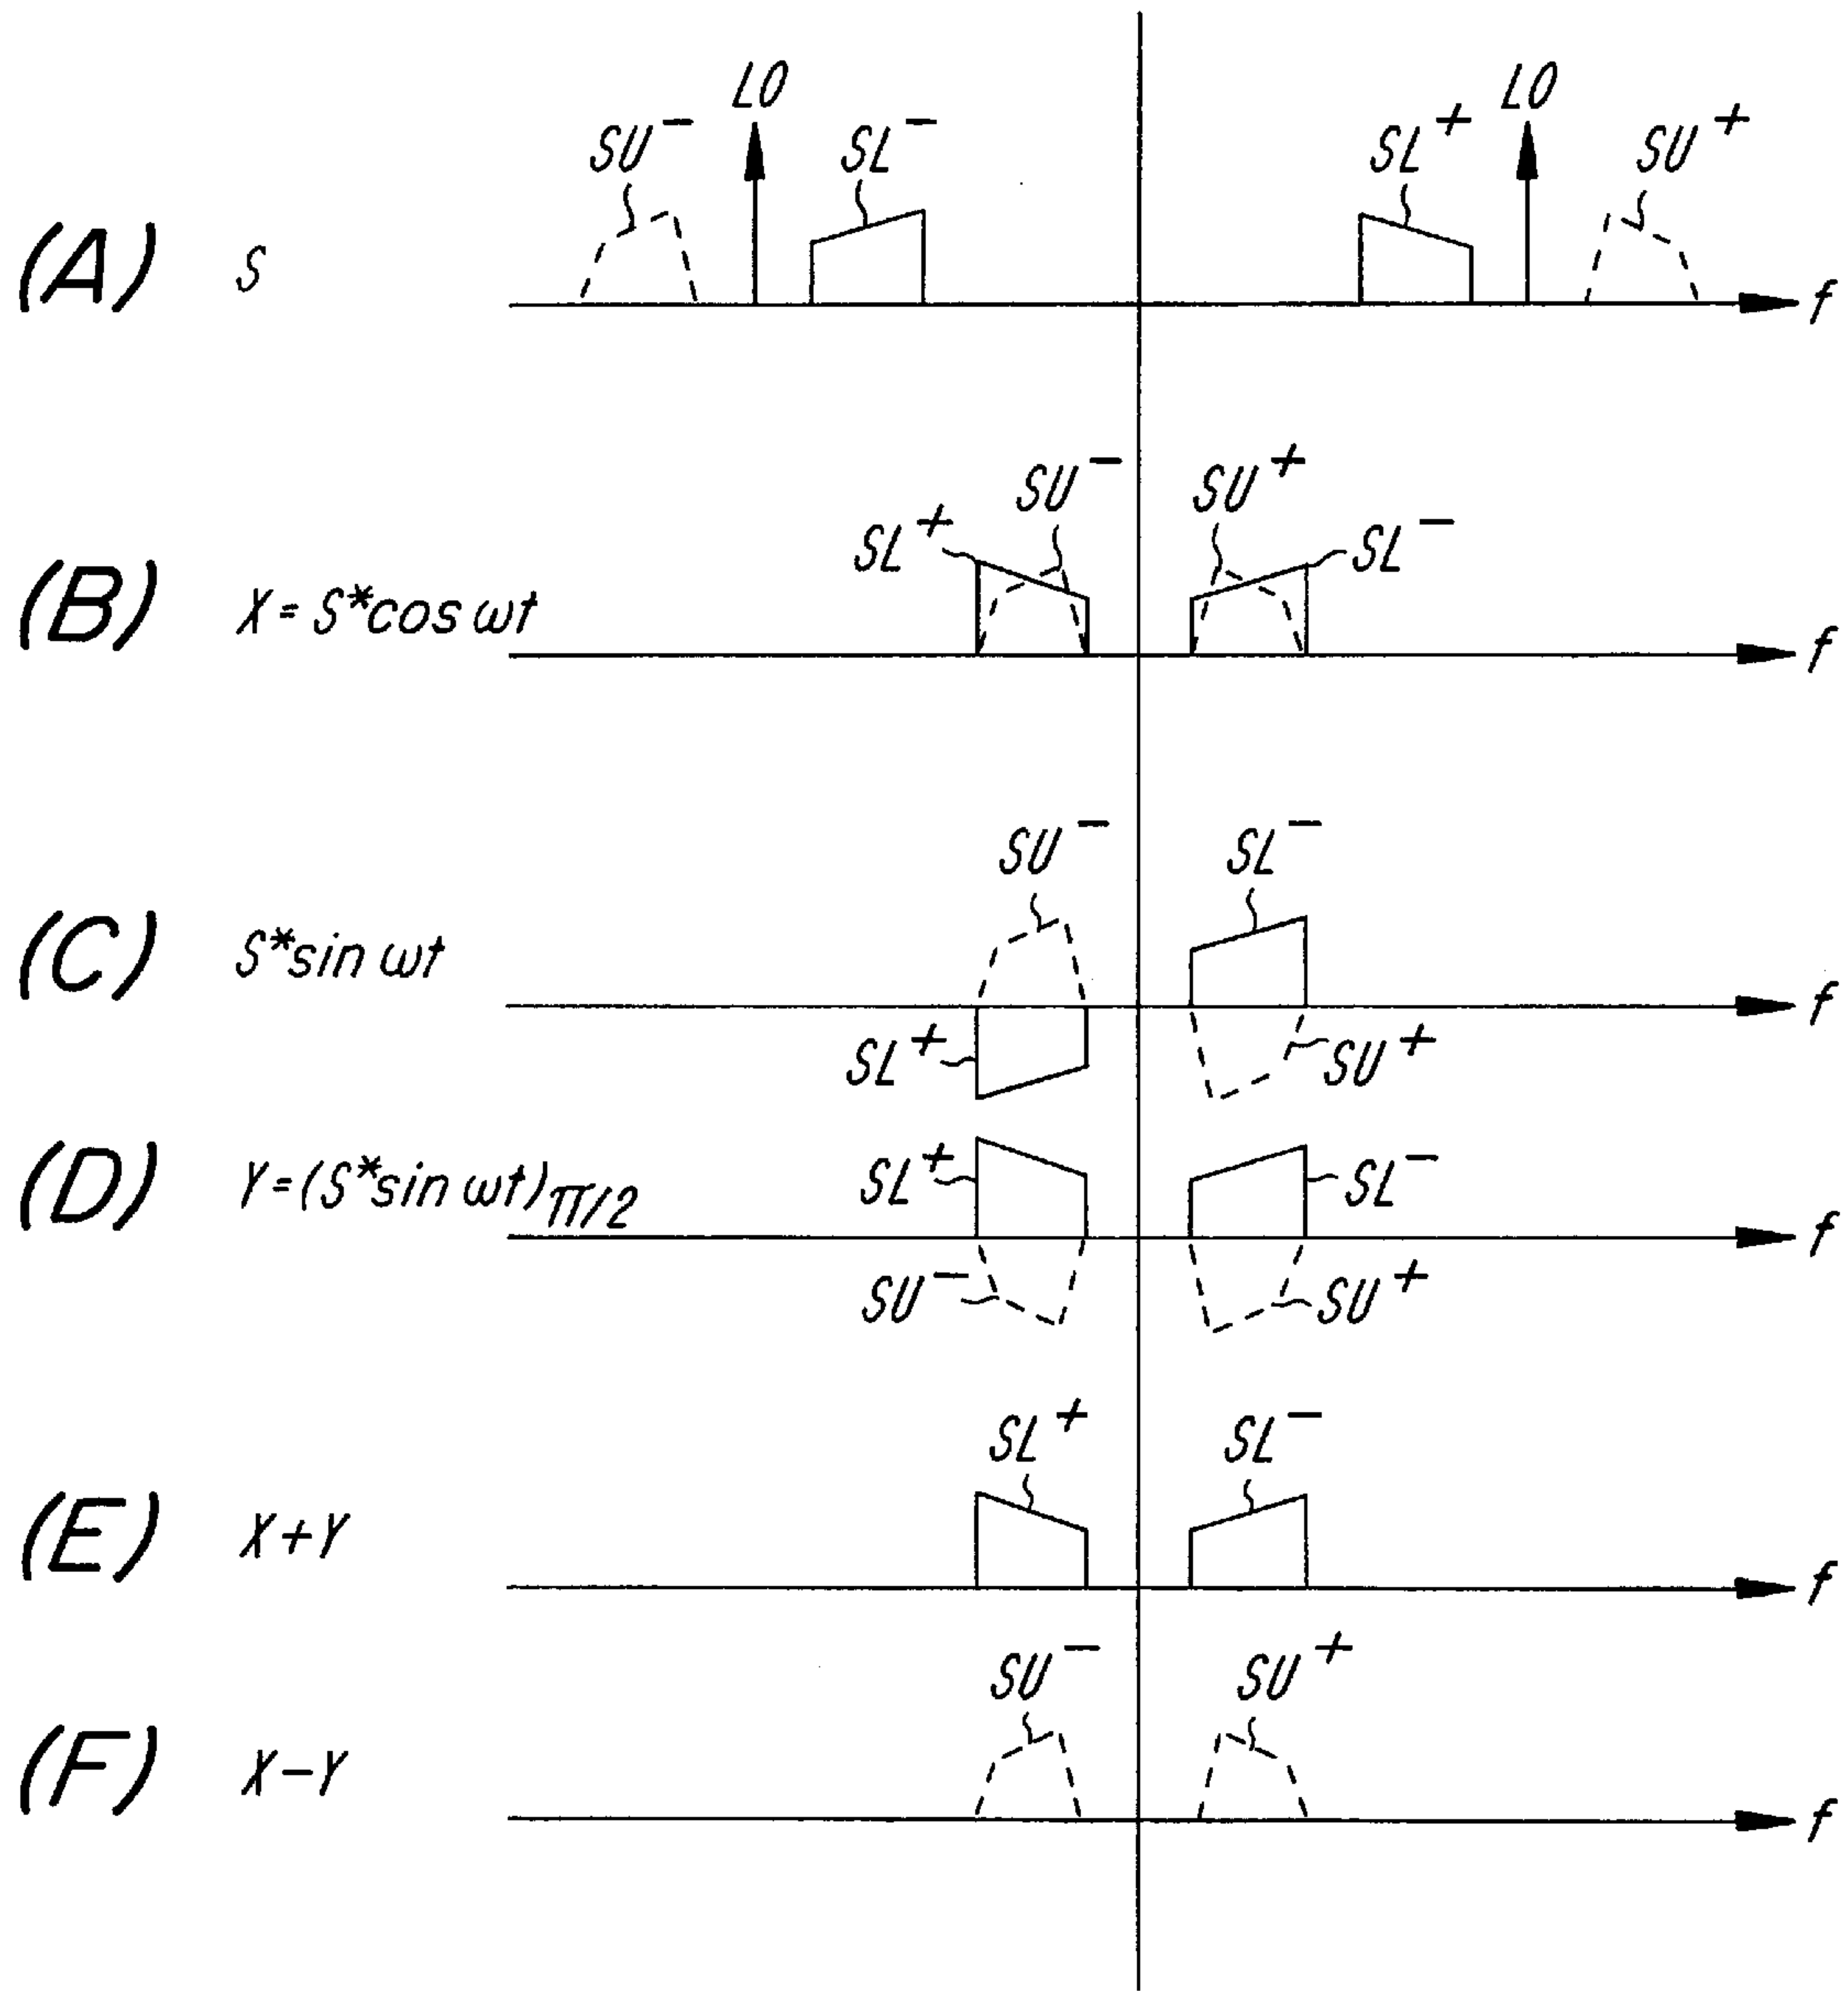 LO LO
SU⁻ SL⁻ SL⁺ SU⁺
(A) S f
SU⁻ SU⁺
SL⁺ SL⁻
(B) X=S*cos ωt f
SU⁻ SL⁻
(C) S*sin ωt f
SL⁺ SU⁺
(D) Y=(S*sin ωt)π/2 SL⁺ SL⁻ f
SU⁻ SU⁺
SL⁺ SL⁻
(E) X+Y f
SU⁻ SU⁺
(F) X−Y f